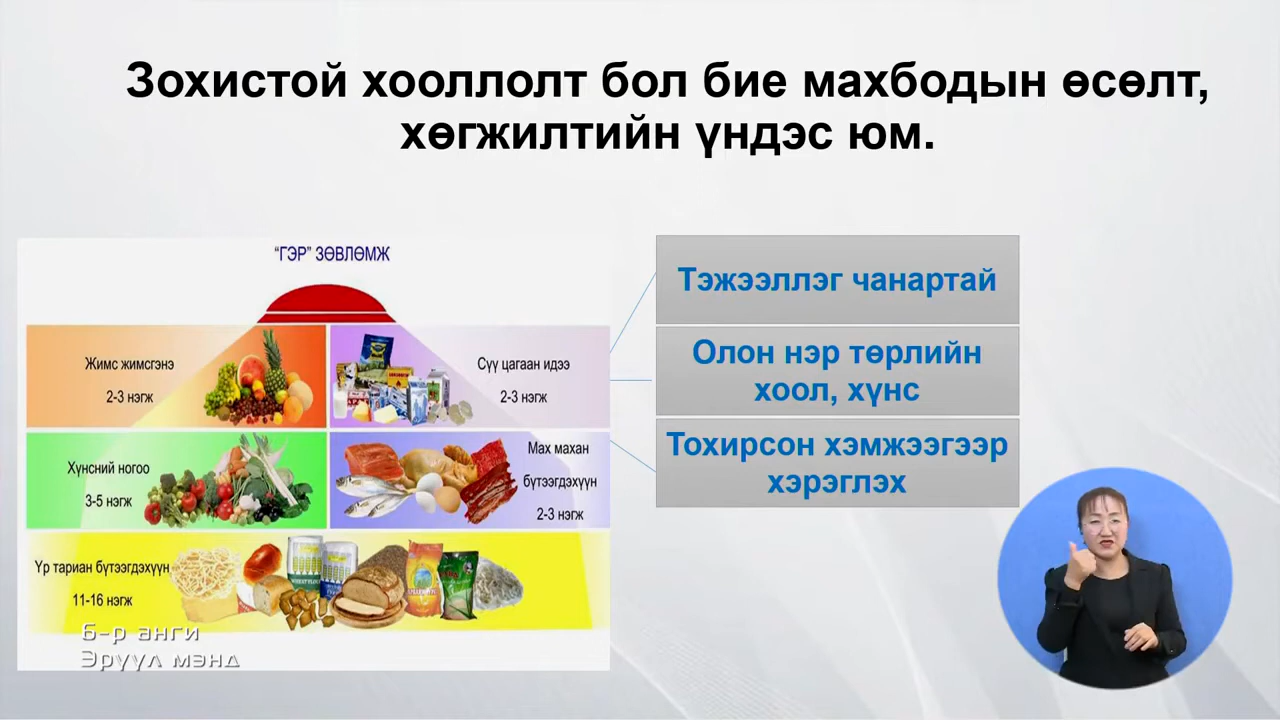 Зохистой хооллолт бол бие махбодын өсөлт,
хөгжилтийн үндэс юм.
"ГЭР" ЗӨВЛӨМЖ
Жимс жимсгэнэ
2-3 нэгж
Сүү цагаан идээ
2-3 нэгж
Хүнсний ногоо
3-5 нэгж
Мах махан
бүтээгдэхүүн
2-3 нэгж
Үр тариан бүтээгдэхүүн
11-16 нэгж
Тэжээллэг чанартай
Олон нэр төрлийн
хоол, хүнс
Тохирсон хэмжээгээр
хэрэглэх
6-р анги
Эрүүл мэнд